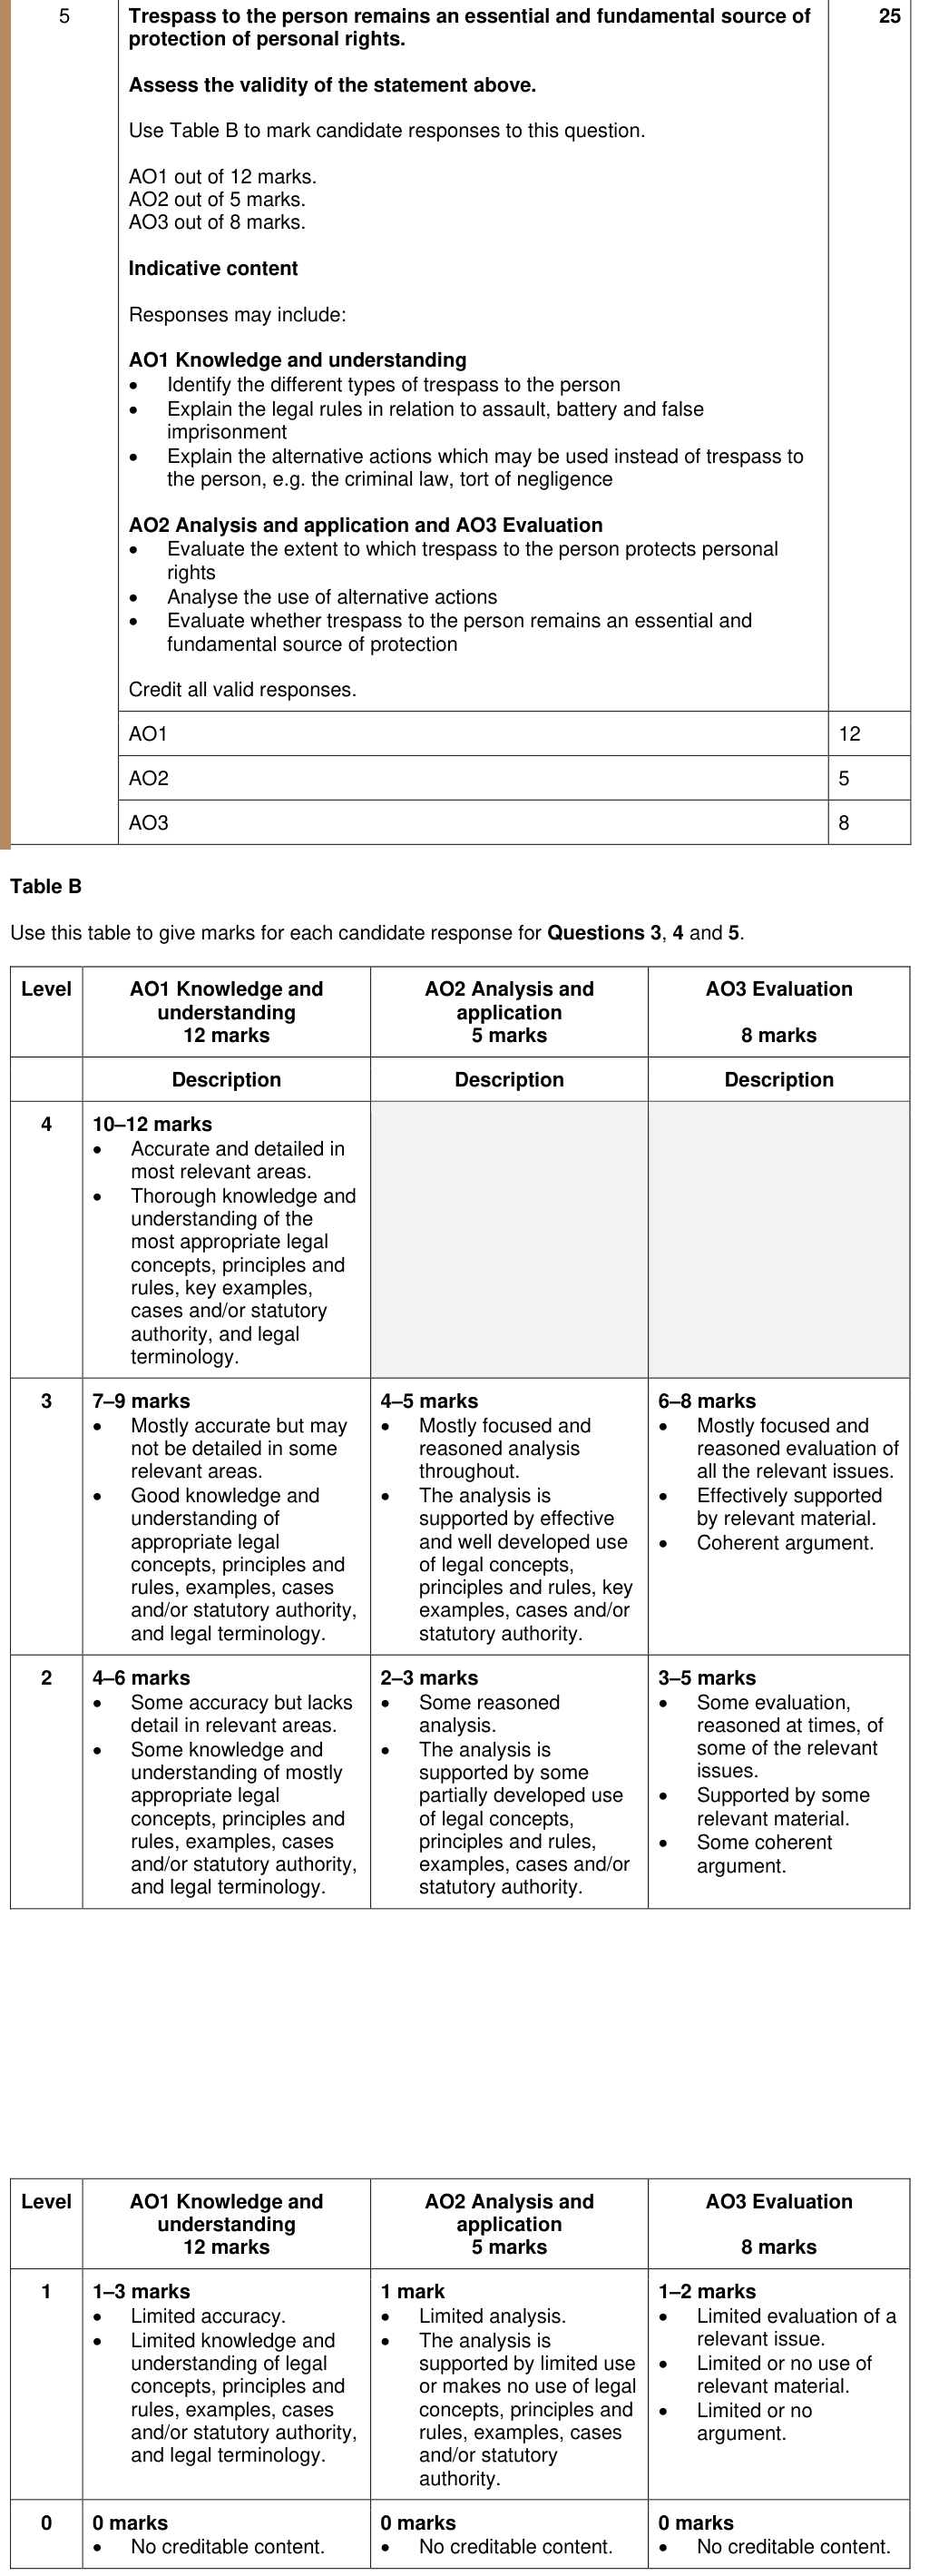 5
Trespass to the person remains an essential and fundamental source of
protection of personal rights.
25
Assess the validity of the statement above.
Use Table B to mark candidate responses to this question.
AO1 out of 12 marks.
AO2 out of 5 marks.
AO3 out of 8 marks.
Indicative content
Responses may include:
AO1 Knowledge and understanding
• Identify the different types of trespass to the person
• Explain the legal rules in relation to assault, battery and false
imprisonment
• Explain the alternative actions which may be used instead of trespass to
the person, e.g. the criminal law, tort of negligence
AO2 Analysis and application and AO3 Evaluation
• Evaluate the extent to which trespass to the person protects personal
rights
• Analyse the use of alternative actions
• Evaluate whether trespass to the person remains an essential and
fundamental source of protection
Credit all valid responses.
AO1 12
AO2 5
AO3 8
Table B
Use this table to give marks for each candidate response for Questions 3, 4 and 5.
Level
AO1 Knowledge and
understanding
12 marks
AO2 Analysis and
application
5 marks
AO3 Evaluation
8 marks
Description
Description
Description
4
10–12 marks
• Accurate and detailed in
most relevant areas.
• Thorough knowledge and
understanding of the
most appropriate legal
concepts, principles and
rules, key examples,
cases and/or statutory
authority, and legal
terminology.
3
7–9 marks
• Mostly accurate but may
not be detailed in some
relevant areas.
• Good knowledge and
understanding of
appropriate legal
concepts, principles and
rules, examples, cases
and/or statutory authority,
and legal terminology.
4–5 marks
• Mostly focused and
reasoned analysis
throughout.
• The analysis is
supported by effective
and well developed use
of legal concepts,
principles and rules, key
examples, cases and/or
statutory authority.
6–8 marks
• Mostly focused and
reasoned evaluation of
all the relevant issues.
• Effectively supported
by relevant material.
• Coherent argument.
2
4–6 marks
• Some accuracy but lacks
detail in relevant areas.
• Some knowledge and
understanding of mostly
appropriate legal
concepts, principles and
rules, examples, cases
and/or statutory authority,
and legal terminology.
2–3 marks
• Some reasoned
analysis.
• The analysis is
supported by some
partially developed use
of legal concepts,
principles and rules,
examples, cases and/or
statutory authority.
3–5 marks
• Some evaluation,
reasoned at times, of
some of the relevant
issues.
• Supported by some
relevant material.
• Some coherent
argument.
Level
AO1 Knowledge and
understanding
12 marks
AO2 Analysis and
application
5 marks
AO3 Evaluation
8 marks
1
1–3 marks
• Limited accuracy.
• Limited knowledge and
understanding of legal
concepts, principles and
rules, examples, cases
and/or statutory authority,
and legal terminology.
1 mark
• Limited analysis.
• The analysis is
supported by limited use
or makes no use of legal
concepts, principles and
rules, examples, cases
and/or statutory
authority.
1–2 marks
• Limited evaluation of a
relevant issue.
• Limited or no use of
relevant material.
• Limited or no
argument.
0
0 marks
• No creditable content.
0 marks
• No creditable content.
0 marks
• No creditable content.